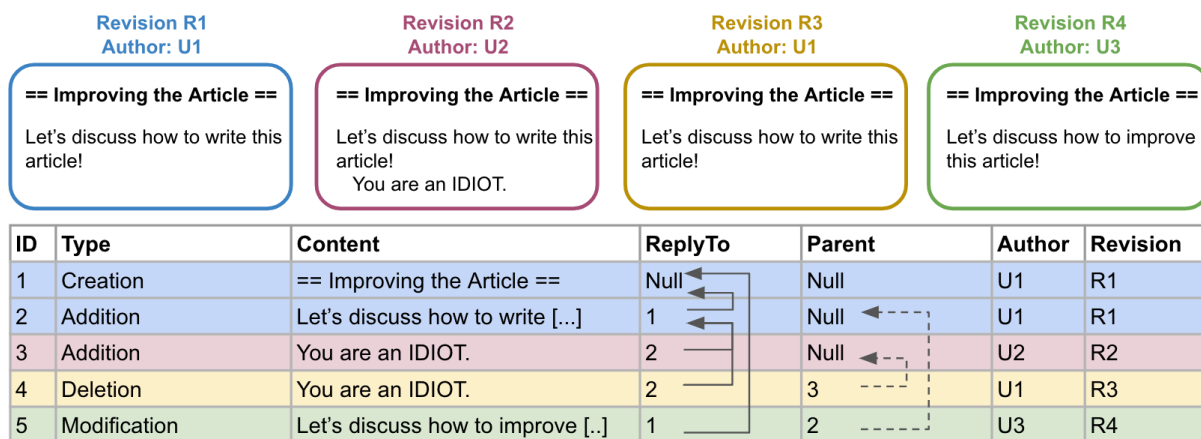 Revision R1
Author: U1
Revision R2
Author: U2
Revision R3
Author: U1
Revision R4
Author: U3
== Improving the Article ==
Let’s discuss how to write this
article!
== Improving the Article ==
Let’s discuss how to write this
article!
You are an IDIOT.
== Improving the Article ==
Let’s discuss how to write this
article!
== Improving the Article ==
Let’s discuss how to improve
this article!
ID Type Content ReplyTo Parent Author Revision
1 Creation == Improving the Article == Null Null U1 R1
2 Addition Let’s discuss how to write [...] 1 Null U1 R1
3 Addition You are an IDIOT. 2 Null U2 R2
4 Deletion You are an IDIOT. 2 3 U1 R3
5 Modification Let’s discuss how to improve [..] 1 2 U3 R4